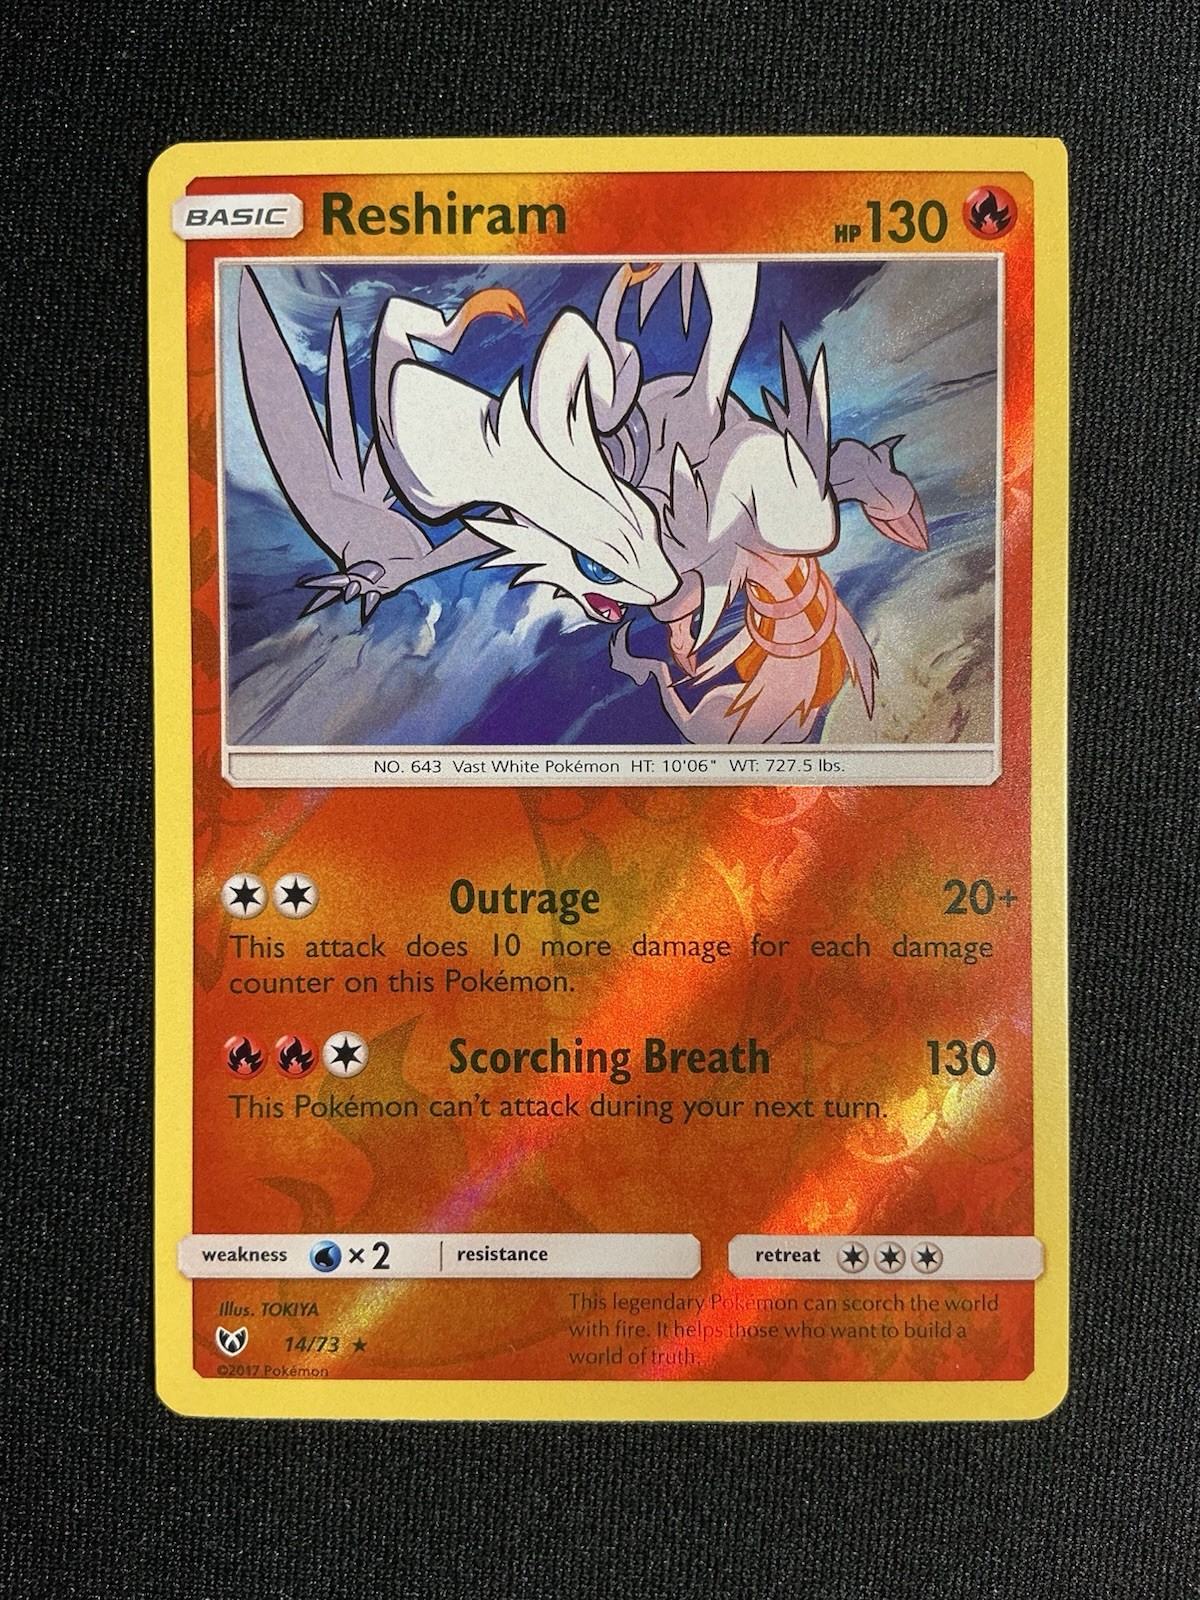 BASIC Reshiram HP 130
NO. 643 Vast White Pokémon HT: 10'06" WT: 727.5 lbs.
Outrage 20+
This attack does 10 more damage for each damage
counter on this Pokémon.
Scorching Breath 130
This Pokémon can't attack during your next turn.
weakness × 2 resistance retreat
Illus. TOKIYA
14/73 ★
©2017 Pokémon
This legendary Pokémon can scorch the world
with fire. It helps those who want to build a
world of truth.